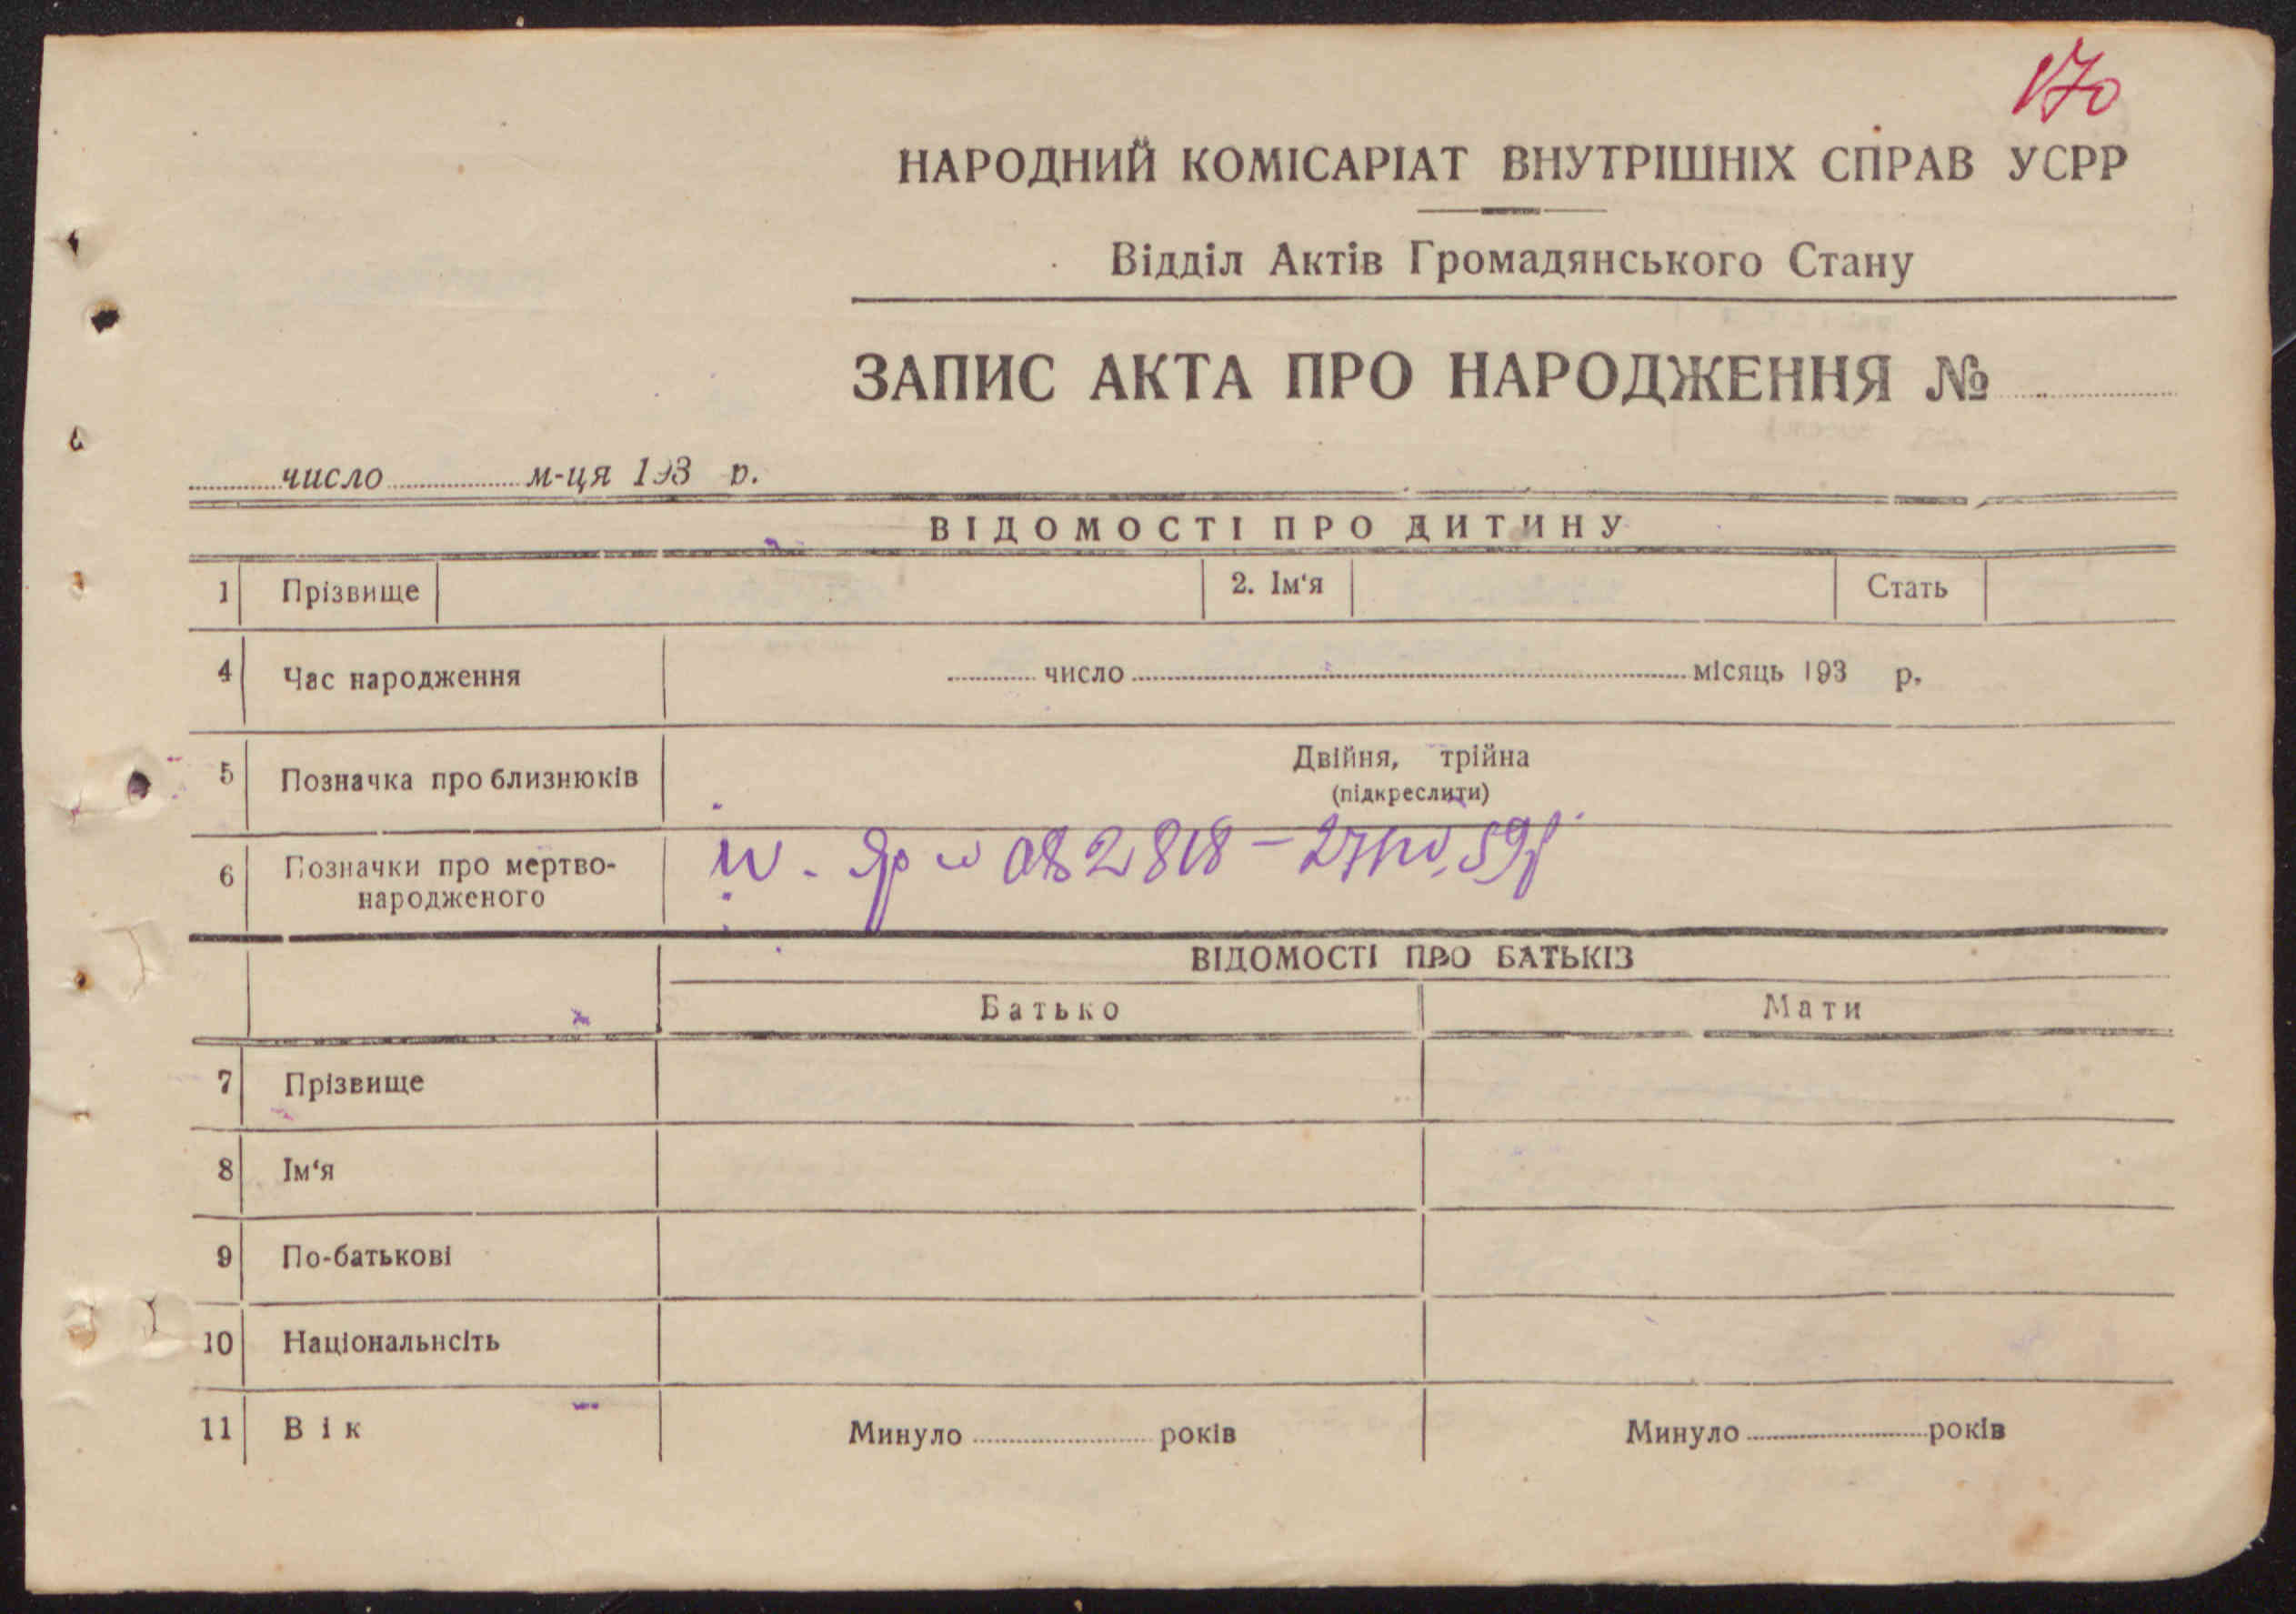 170
НАРОДНИЙ КОМІСАРІАТ ВНУТРІШНІХ СПРАВ УСРР
Відділ Актів Громадянського Стану
ЗАПИС АКТА ПРО НАРОДЖЕННЯ №
число м-ця 193 р.
ВІДОМОСТІ ПРО ДИТИНУ
1 Прізвище 2. Ім‘я Стать
4 Час народження число місяць 193 р.
5 Позначка про близнюків Двійня, трійна
(підкреслити)
6 Позначки про мертво-
народженого
ВІДОМОСТІ ПРО БАТЬКІЗ
Батько Мати
7 Прізвище
8 Ім‘я
9 По-батькові
10 Національнсіть
11 Вік Минуло років Минуло років